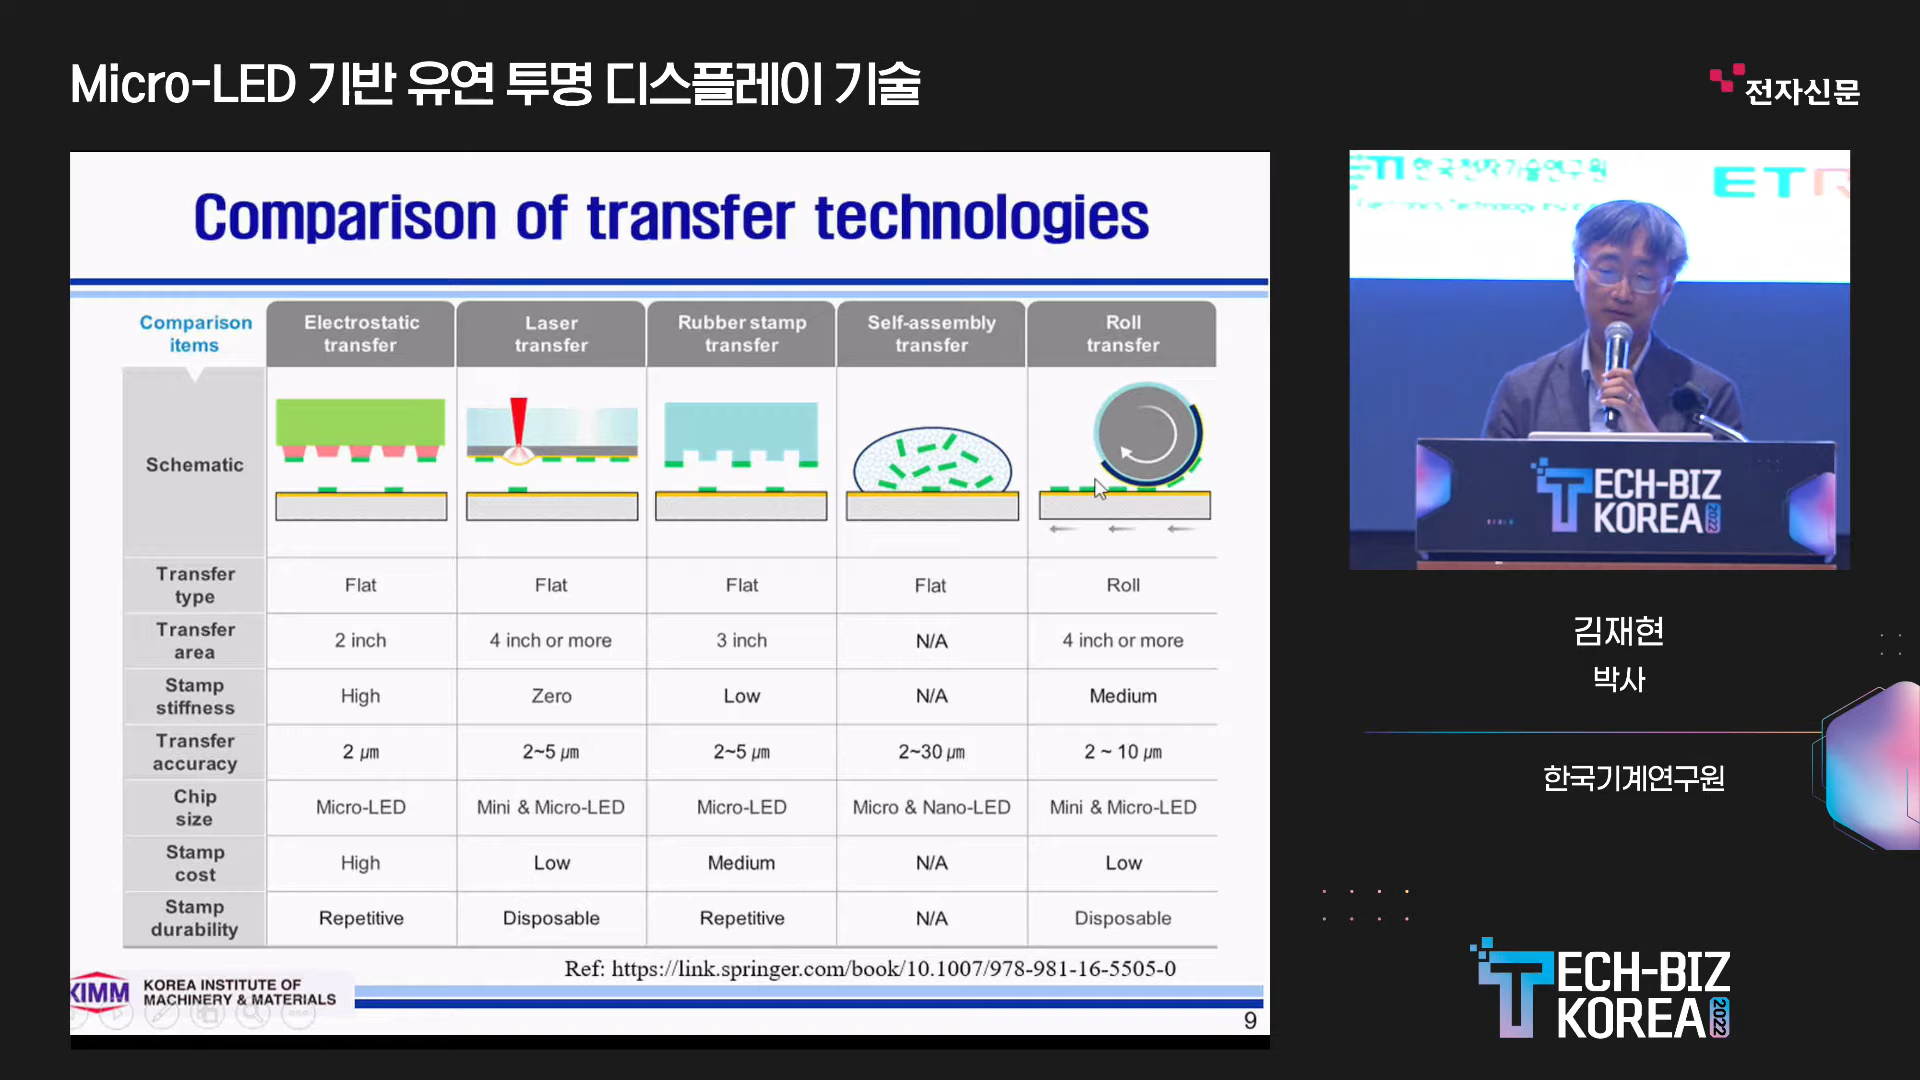 Micro-LED 기반 유연 투명 디스플레이 기술
전자신문
Comparison of transfer technologies
Comparison items
Electrostatic transfer
Laser transfer
Rubber stamp transfer
Self-assembly transfer
Roll transfer
Schematic
Transfer type
Flat
Flat
Flat
Flat
Roll
Transfer area
2 inch
4 inch or more
3 inch
N/A
4 inch or more
Stamp stiffness
High
Zero
Low
N/A
Medium
Transfer accuracy
2 ㎛
2~5 ㎛
2~5 ㎛
2~30 ㎛
2 ~ 10 ㎛
Chip size
Micro-LED
Mini & Micro-LED
Micro-LED
Micro & Nano-LED
Mini & Micro-LED
Stamp cost
High
Low
Medium
N/A
Low
Stamp durability
Repetitive
Disposable
Repetitive
N/A
Disposable
Ref: https://link.springer.com/book/10.1007/978-981-16-5505-0
KIMM
KOREA INSTITUTE OF
MACHINERY & MATERIALS
9
한국전자기술연구원
ETR
TECH-BIZ
KOREA 2022
김재현
박사
한국기계연구원
TECH-BIZ
KOREA 2022